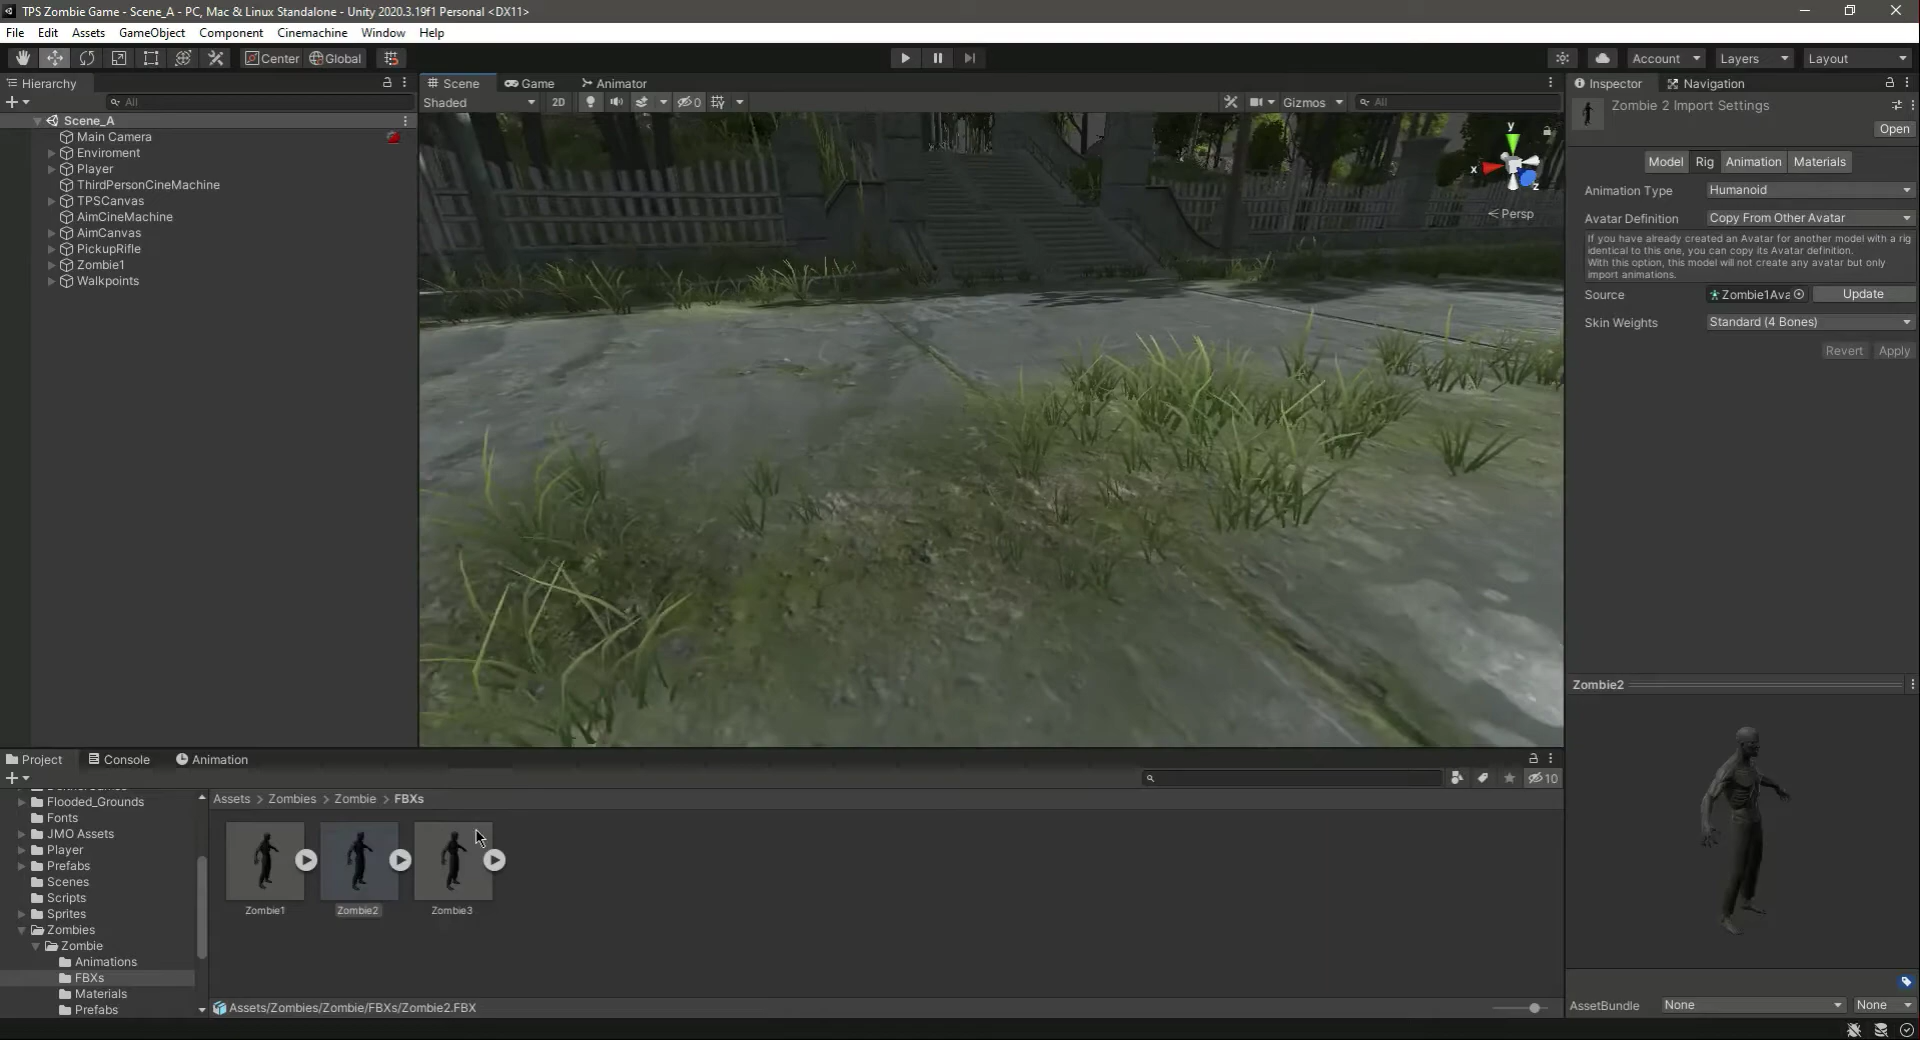 TPS Zombie Game - Scene_A - PC, Mac & Linux Standalone - Unity 2020.3.19f1 Personal <DX11>
File Edit Assets GameObject Component Cinemachine Window Help
Center Global Account Layers Layout
Hierarchy
All
Scene_A
Main Camera
Enviroment
Player
ThirdPersonCineMachine
TPSCanvas
AimCineMachine
AimCanvas
PickupRifle
Zombie1
Walkpoints
Scene Game Animator
Shaded 2D 0 Gizmos All
y
x
z
Persp
Inspector Navigation
Zombie 2 Import Settings
Open
Model Rig Animation Materials
Animation Type Humanoid
Avatar Definition Copy From Other Avatar
If you have already created an Avatar for another model with a rig
identical to this one, you can copy its Avatar definition.
With this option, this model will not create any avatar but only
import animations.
Source Zombie1Ava Update
Skin Weights Standard (4 Bones)
Revert Apply
Zombie2
AssetBundle None None
Project Console Animation
10
Flooded_Grounds
Fonts
JMO Assets
Player
Prefabs
Scenes
Scripts
Sprites
Zombies
Zombie
Animations
FBXs
Materials
Prefabs
Assets > Zombies > Zombie > FBXs
Zombie1 Zombie2 Zombie3
Assets/Zombies/Zombie/FBXs/Zombie2.FBX